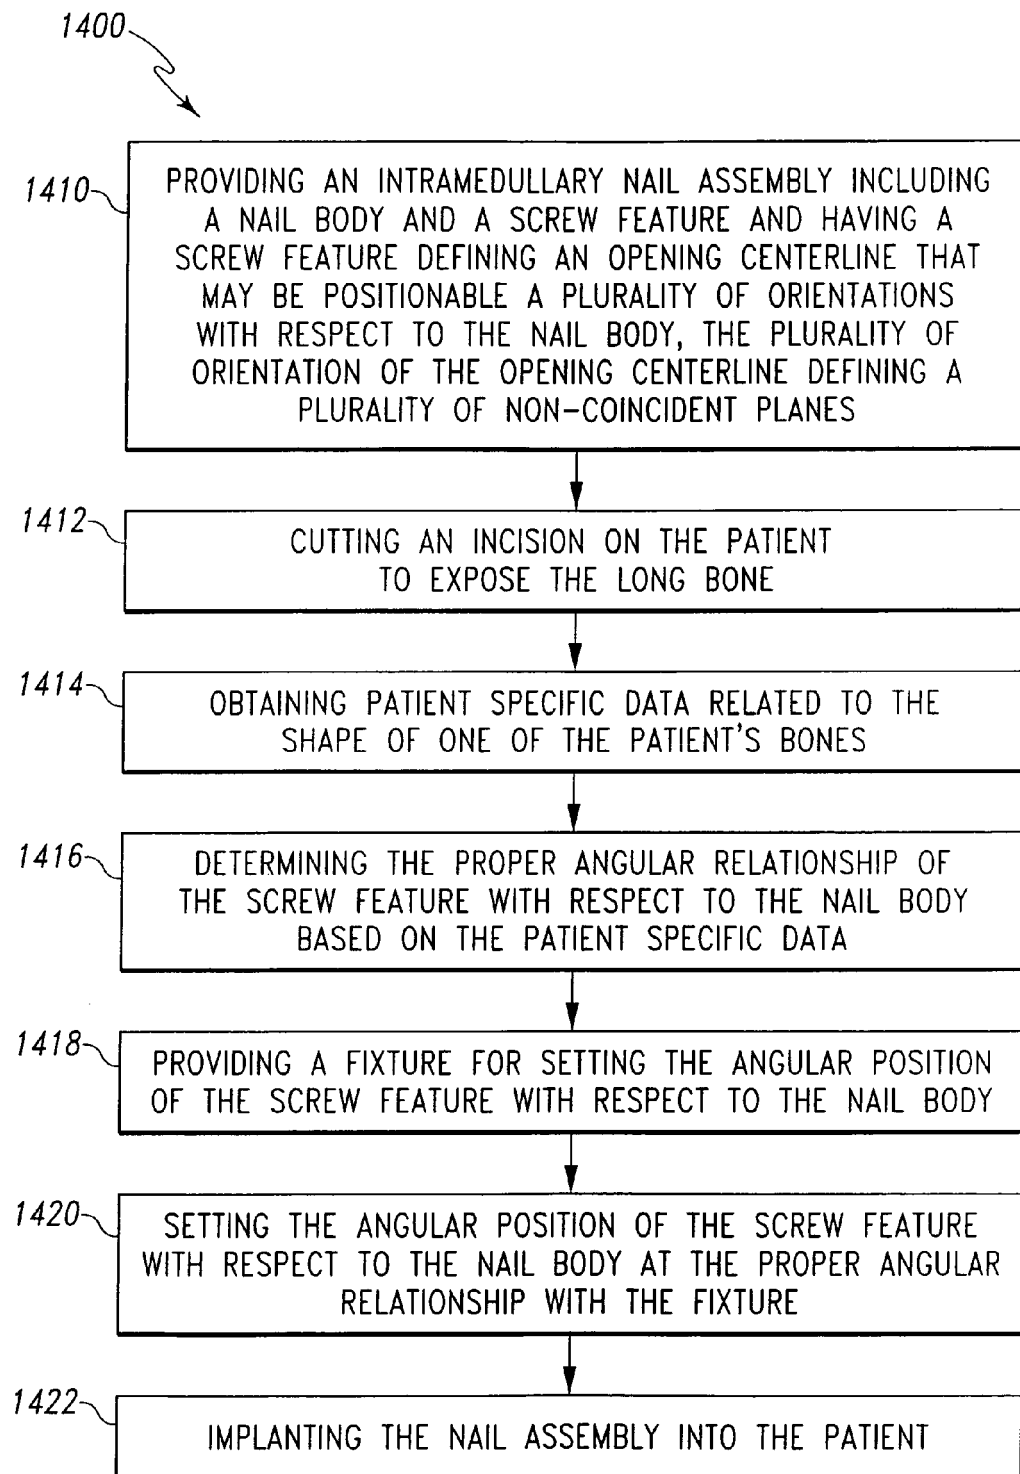 1400
1410
PROVIDING AN INTRAMEDULLARY NAIL ASSEMBLY INCLUDING
A NAIL BODY AND A SCREW FEATURE AND HAVING A
SCREW FEATURE DEFINING AN OPENING CENTERLINE THAT
MAY BE POSITIONABLE A PLURALITY OF ORIENTATIONS
WITH RESPECT TO THE NAIL BODY, THE PLURALITY OF
ORIENTATION OF THE OPENING CENTERLINE DEFINING A
PLURALITY OF NON-COINCIDENT PLANES
1412
CUTTING AN INCISION ON THE PATIENT
TO EXPOSE THE LONG BONE
1414
OBTAINING PATIENT SPECIFIC DATA RELATED TO THE
SHAPE OF ONE OF THE PATIENT'S BONES
1416
DETERMINING THE PROPER ANGULAR RELATIONSHIP OF
THE SCREW FEATURE WITH RESPECT TO THE NAIL BODY
BASED ON THE PATIENT SPECIFIC DATA
1418
PROVIDING A FIXTURE FOR SETTING THE ANGULAR POSITION
OF THE SCREW FEATURE WITH RESPECT TO THE NAIL BODY
1420
SETTING THE ANGULAR POSITION OF THE SCREW FEATURE
WITH RESPECT TO THE NAIL BODY AT THE PROPER ANGULAR
RELATIONSHIP WITH THE FIXTURE
1422
IMPLANTING THE NAIL ASSEMBLY INTO THE PATIENT